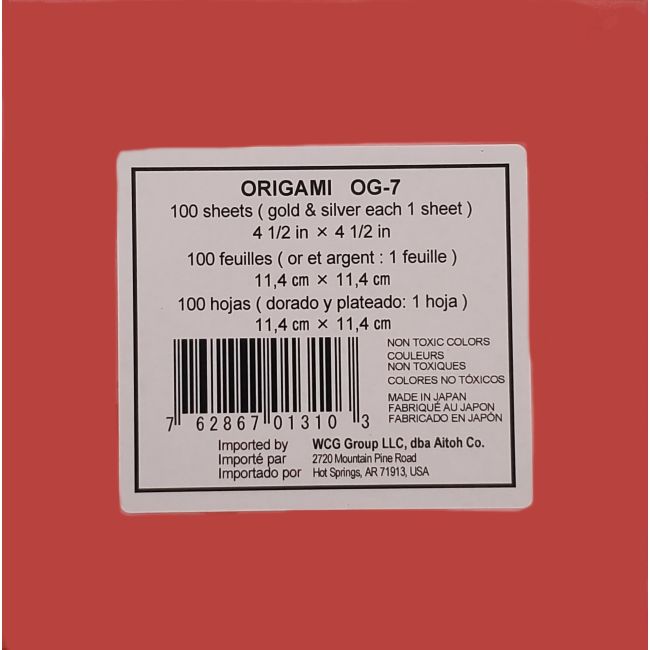 ORIGAMI OG-7
100 sheets ( gold & silver each 1 sheet )
4 1/2 in × 4 1/2 in
100 feuilles ( or et argent : 1 feuille )
11,4 cm × 11,4 cm
100 hojas ( dorado y plateado: 1 hoja )
11,4 cm × 11,4 cm
NON TOXIC COLORS
COULEURS
NON TOXIQUES
COLORES NO TÓXICOS
MADE IN JAPAN
FABRIQUÉ AU JAPON
FABRICADO EN JAPÓN
7 62867 01310 3
Imported by WCG Group LLC, dba Aitoh Co.
Importé par 2720 Mountain Pine Road
Importado por Hot Springs, AR 71913, USA